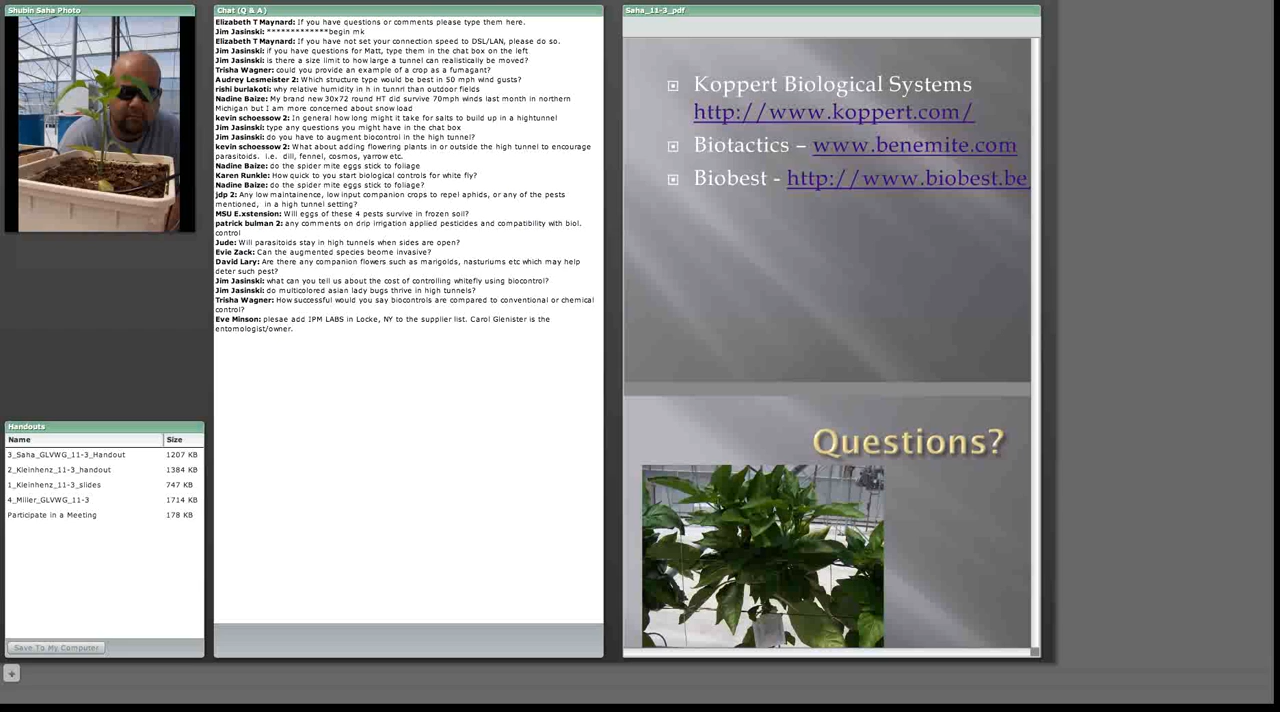 Shubin Saha Photo
Chat (Q & A)
Elizabeth T Maynard: If you have questions or comments please type them here.
Jim Jasinski: *************begin mk
Elizabeth T Maynard: If you have not set your connection speed to DSL/LAN, please do so.
Jim Jasinski: if you have questions for Matt, type them in the chat box on the left
Jim Jasinski: is there a size limit to how large a tunnel can realistically be moved?
Trisha Wagner: could you provide an example of a crop as a fumagant?
Audrey Lesmeister 2: Which structure type would be best in 50 mph wind gusts?
rishi burlakoti: why relative humidity in h in tunnrl than outdoor fields
Nadine Baize: My brand new 30x72 round HT did survive 70mph winds last month in northern
Michigan but I am more concerned about snow load
kevin schoessow 2: In general how long might it take for salts to build up in a hightunnel
Jim Jasinski: type any questions you might have in the chat box
Jim Jasinski: do you have to augment biocontrol in the high tunnel?
kevin schoessow 2: What about adding flowering plants in or outside the high tunnel to encourage
parasitoids. i.e. dill, fennel, cosmos, yarrow etc.
Nadine Baize: do the spider mite eggs stick to foliage
Karen Runkle: How quick to you start biological controls for white fly?
Nadine Baize: do the spider mite eggs stick to foliage?
jdp 2: Any low maintainence, low input companion crops to repel aphids, or any of the pests
mentioned, in a high tunnel setting?
MSU E.xstension: Will eggs of these 4 pests survive in frozen soil?
patrick bulman 2: any comments on drip irrigation applied pesticides and compatibility with biol.
control
Jude: Will parasitoids stay in high tunnels when sides are open?
Evie Zack: Can the augmented species beome invasive?
David Lary: Are there any companion flowers such as marigolds, nasturiums etc which may help
deter such pest?
Jim Jasinski: what can you tell us about the cost of controlling whitefly using biocontrol?
Jim Jasinski: do multicolored asian lady bugs thrive in high tunnels?
Trisha Wagner: How successful would you say biocontrols are compared to conventional or chemical
control?
Eve Minson: plesae add IPM LABS in Locke, NY to the supplier list. Carol Glenister is the
entomologist/owner.
Handouts
Name Size
3_Saha_GLVWG_11-3_Handout 1207 KB
2_Kleinhenz_11-3_handout 1384 KB
1_Kleinhenz_11-3_slides 747 KB
4_Miller_GLVWG_11-3 1714 KB
Participate in a Meeting 178 KB
Save To My Computer
Saha_11-3_pdf
Koppert Biological Systems
http://www.koppert.com/
Biotactics – www.benemite.com
Biobest - http://www.biobest.be
Questions?